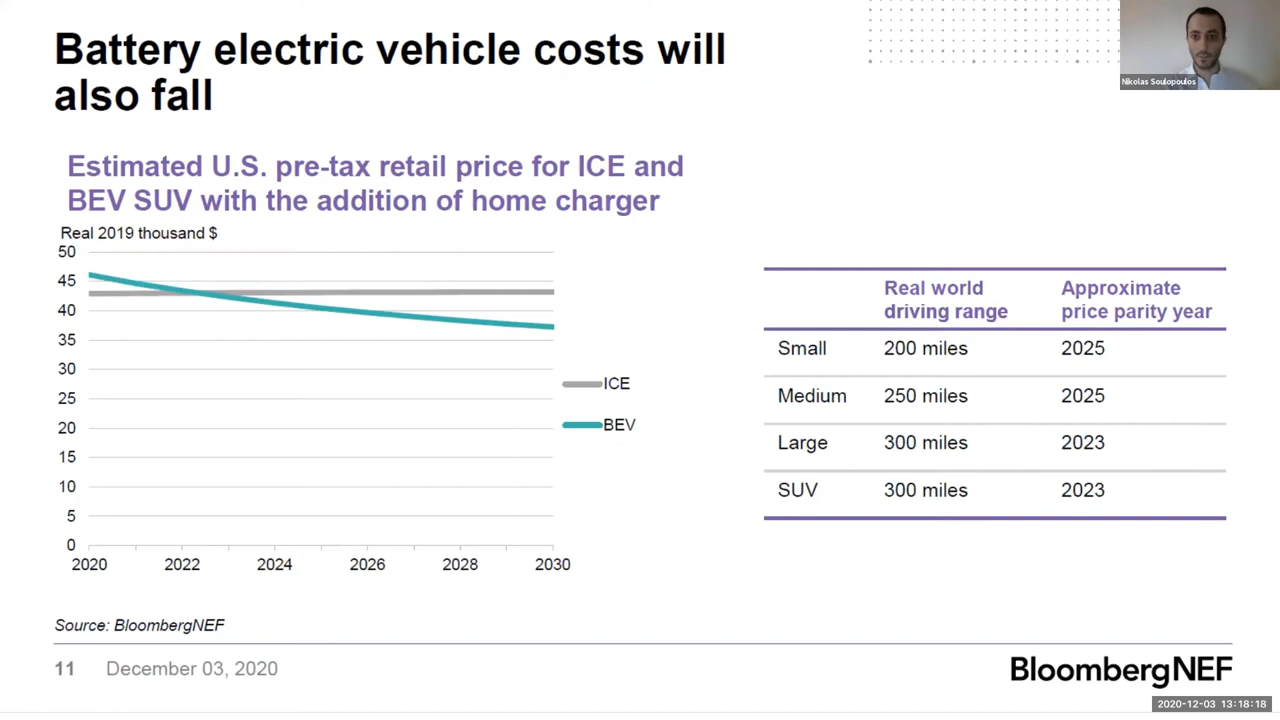 Battery electric vehicle costs will
also fall
Nikolas Soulopoulos
Estimated U.S. pre-tax retail price for ICE and
BEV SUV with the addition of home charger
Real 2019 thousand $
50
45
40
35
30
25
20
15
10
5
0
2020 2022 2024 2026 2028 2030
ICE
BEV
Real world Approximate
driving range price parity year
Small 200 miles 2025
Medium 250 miles 2025
Large 300 miles 2023
SUV 300 miles 2023
Source: BloombergNEF
11 December 03, 2020
BloombergNEF
2020-12-03 13:18:18